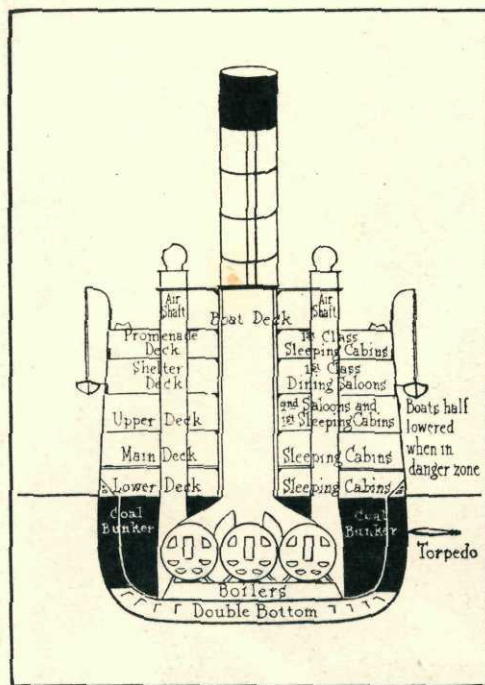 Air
Shaft
Air
Shaft
Boat Deck
Promenade
Deck
1st Class
Sleeping Cabins
Shelter
Deck
1st Class
Dining Saloons
Upper Deck
2nd Saloons and
1st Sleeping Cabins
Boats half
lowered
when in
danger zone
Main Deck
Sleeping Cabins
Lower Deck
Sleeping Cabins
Coal
Bunker
Coal
Bunker
Torpedo
Boilers
Double Bottom